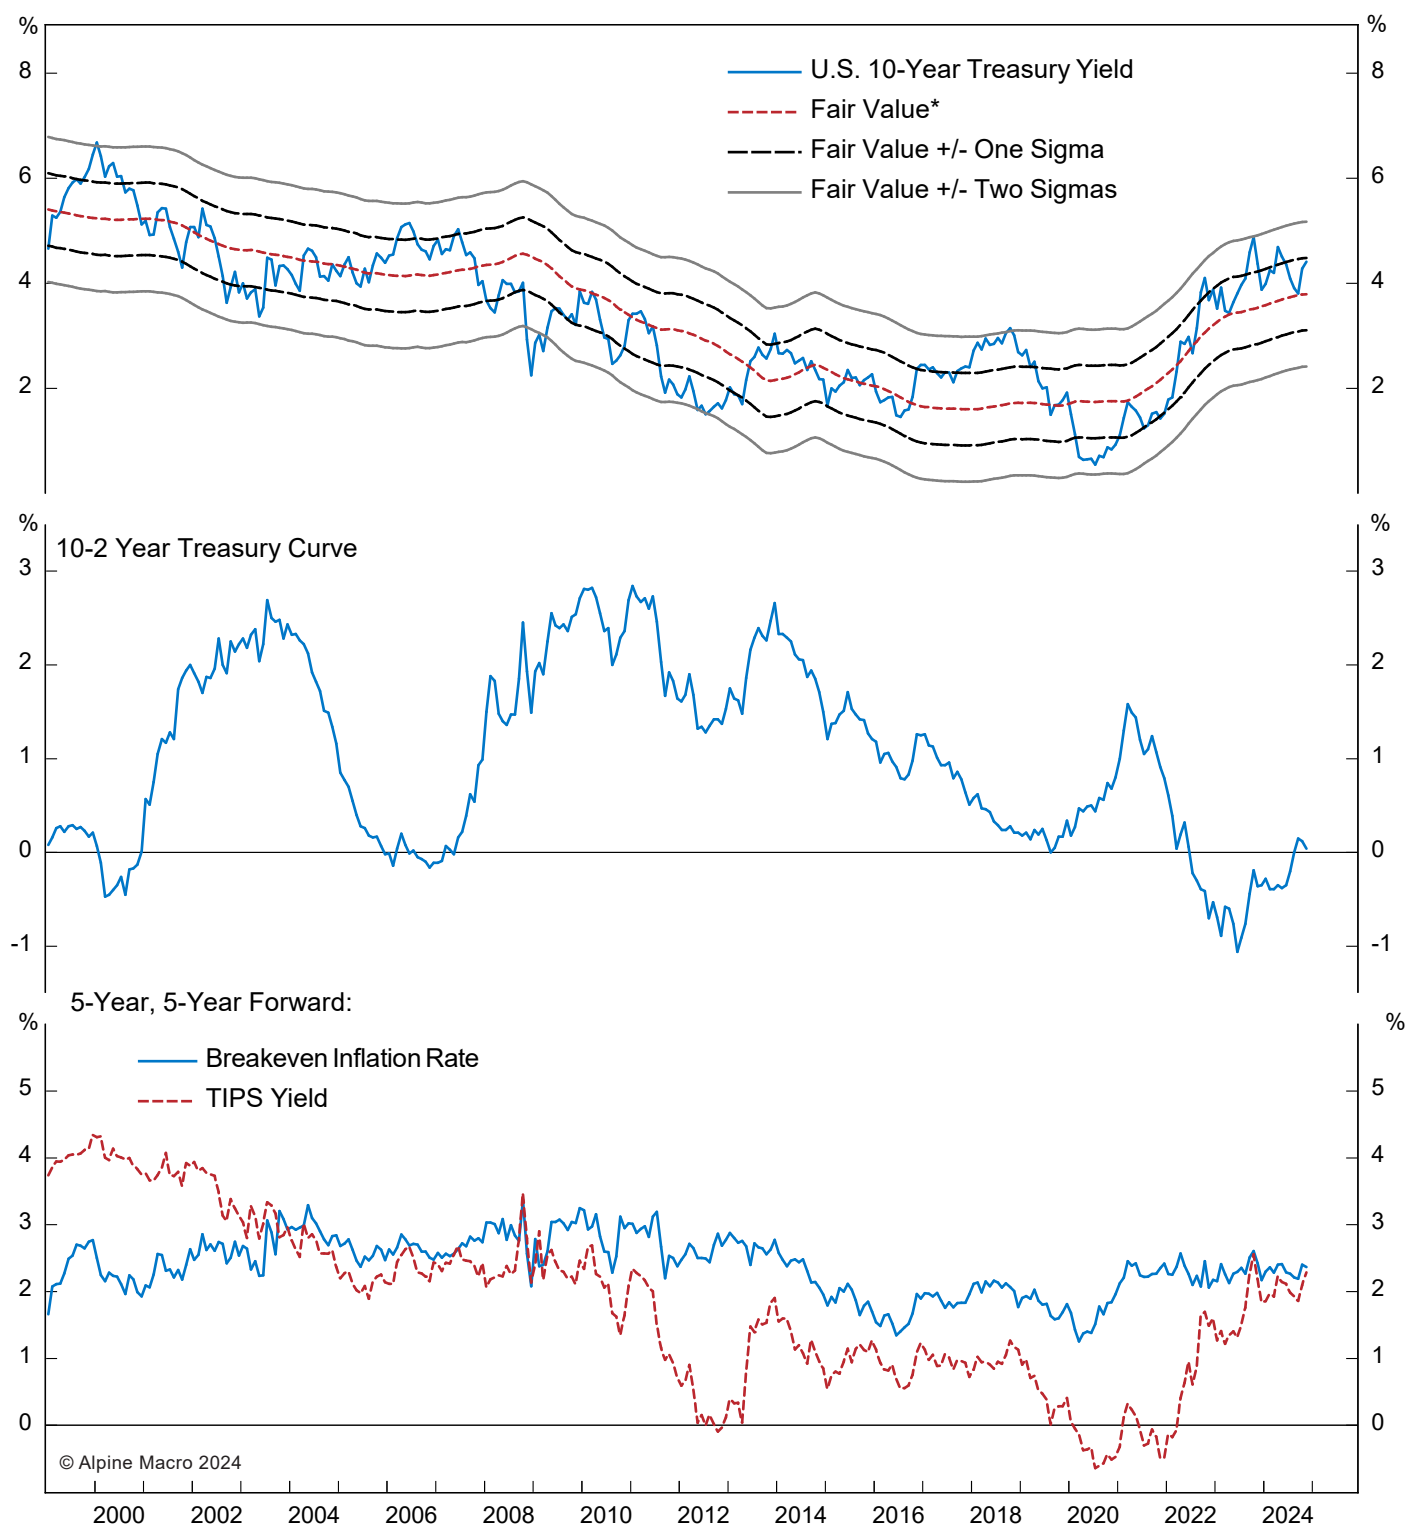 % %
8 8
U.S. 10-Year Treasury Yield
Fair Value*
Fair Value +/- One Sigma
6 6
Fair Value +/- Two Sigmas
4 4
2 2
% %
10-2 Year Treasury Curve
3 3
2 2
1 1
0 0
-1 -1
5-Year, 5-Year Forward:
% %
Breakeven Inflation Rate
5 5
TIPS Yield
4 4
3 3
2 2
1 1
0 0
© Alpine Macro 2024
2000 2002 2004 2006 2008 2010 2012 2014 2016 2018 2020 2022 2024